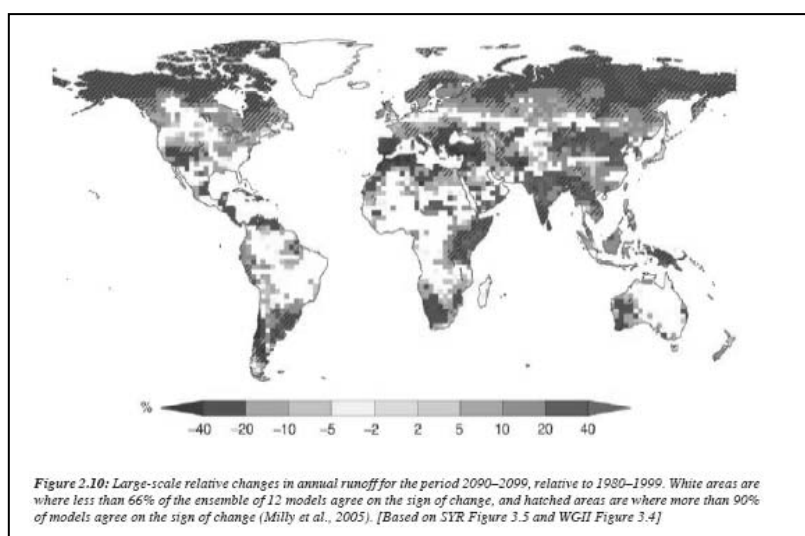 %
−40 −20 −10 −5 −2 2 5 10 20 40
Figure 2.10: Large-scale relative changes in annual runoff for the period 2090–2099, relative to 1980–1999. White areas are
where less than 66% of the ensemble of 12 models agree on the sign of change, and hatched areas are where more than 90%
of models agree on the sign of change (Milly et al., 2005). [Based on SYR Figure 3.5 and WGII Figure 3.4]